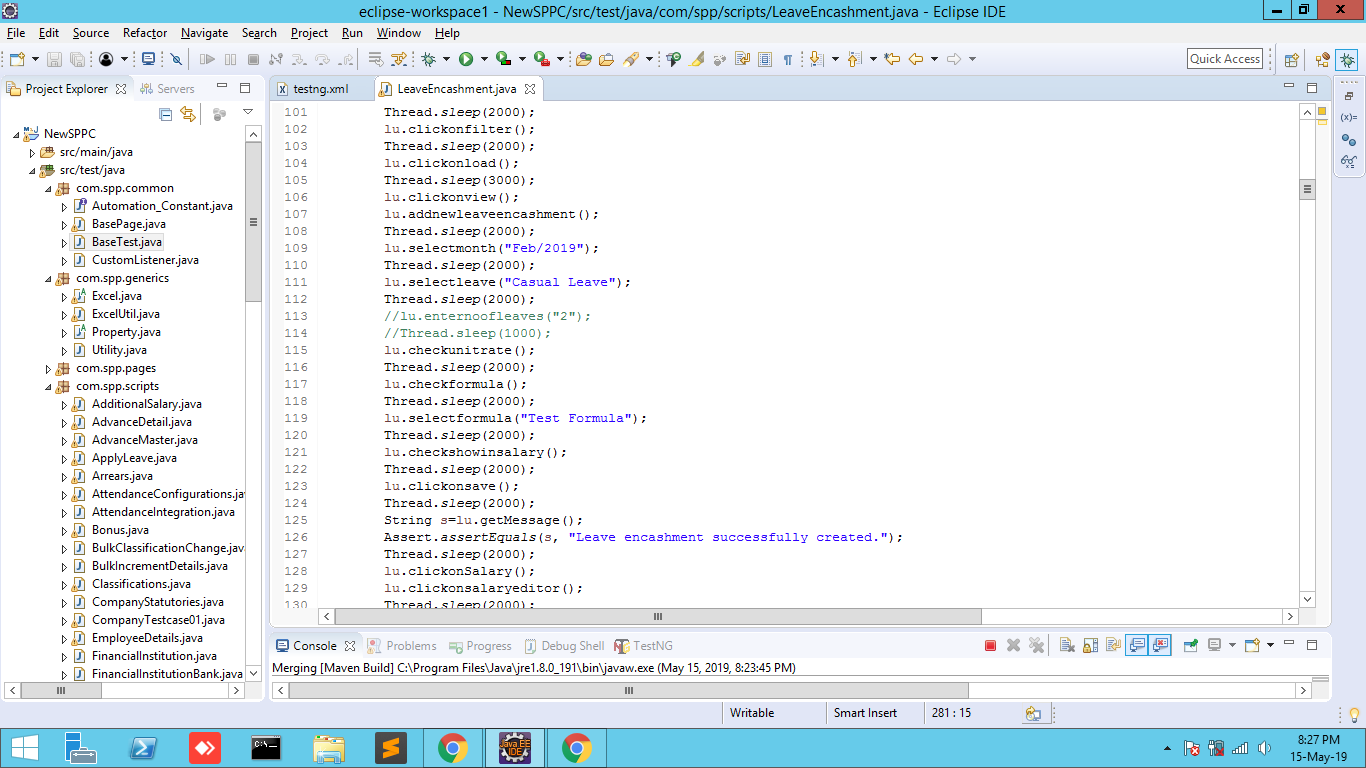 eclipse-workspace1 - NewSPPC/src/test/java/com/spp/scripts/LeaveEncashment.java - Eclipse IDE
File Edit Source Refactor Navigate Search Project Run Window Help
Quick Access
Project Explorer Servers
NewSPPC
src/main/java
src/test/java
com.spp.common
Automation_Constant.java
BasePage.java
BaseTest.java
CustomListener.java
com.spp.generics
Excel.java
ExcelUtil.java
Property.java
Utility.java
com.spp.pages
com.spp.scripts
AdditionalSalary.java
AdvanceDetail.java
AdvanceMaster.java
ApplyLeave.java
Arrears.java
AttendanceConfigurations.ja
AttendanceIntegration.java
Bonus.java
BulkClassificationChange.java
BulkIncrementDetails.java
Classifications.java
CompanyStatutories.java
CompanyTestcase01.java
EmployeeDetails.java
FinancialInstitution.java
FinancialInstitutionBank.java
testng.xml LeaveEncashment.java
101 Thread.sleep(2000);
102 lu.clickonfilter();
103 Thread.sleep(2000);
104 lu.clickonload();
105 Thread.sleep(3000);
106 lu.clickonview();
107 lu.addnewleaveencashment();
108 Thread.sleep(2000);
109 lu.selectmonth("Feb/2019");
110 Thread.sleep(2000);
111 lu.selectleave("Casual Leave");
112 Thread.sleep(2000);
113 //lu.enternoofleaves("2");
114 //Thread.sleep(1000);
115 lu.checkunitrate();
116 Thread.sleep(2000);
117 lu.checkformula();
118 Thread.sleep(2000);
119 lu.selectformula("Test Formula");
120 Thread.sleep(2000);
121 lu.checkshowinsalary();
122 Thread.sleep(2000);
123 lu.clickonsave();
124 Thread.sleep(2000);
125 String s=lu.getMessage();
126 Assert.assertEquals(s, "Leave encashment successfully created.");
127 Thread.sleep(2000);
128 lu.clickonSalary();
129 lu.clickonsalaryeditor();
130 Thread.sleep(2000);
Console Problems Progress Debug Shell TestNG
Merging [Maven Build] C:\Program Files\Java\jre1.8.0_191\bin\javaw.exe (May 15, 2019, 8:23:45 PM)
Writable Smart Insert 281 : 15
Java EE
IDE
8:27 PM
15-May-19